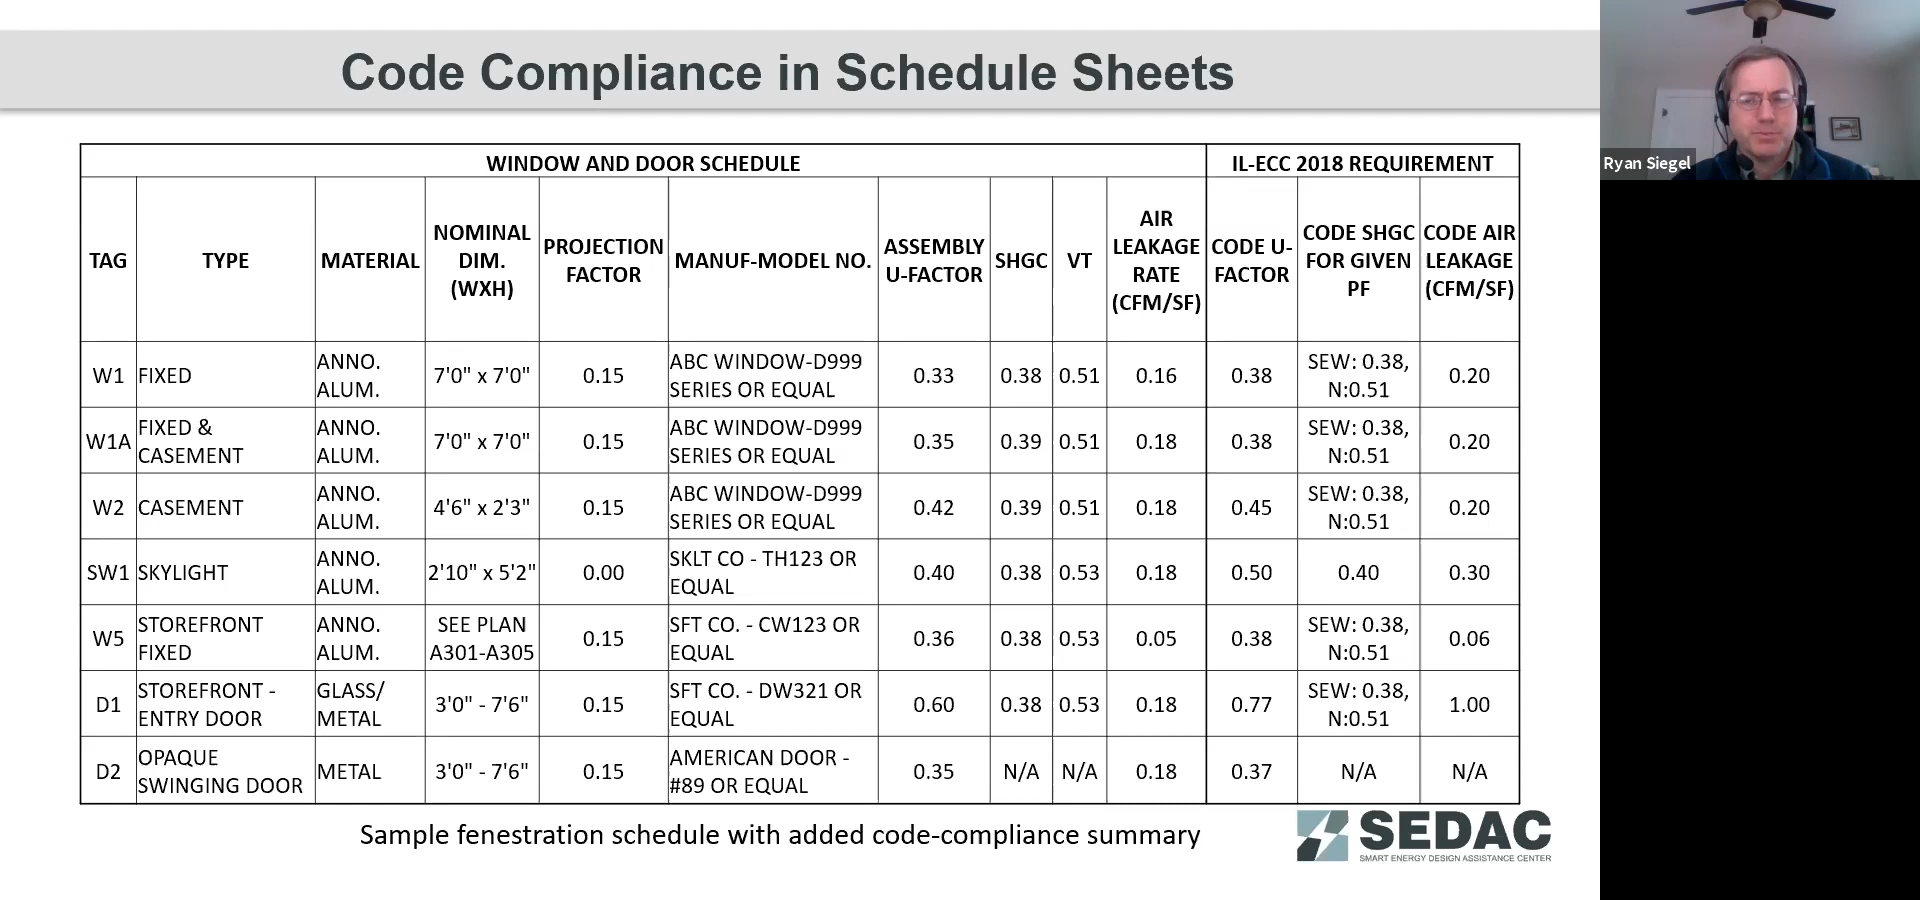 Code Compliance in Schedule Sheets
Ryan Siegel
WINDOW AND DOOR SCHEDULE
IL-ECC 2018 REQUIREMENT
TAG
TYPE
MATERIAL
NOMINAL
DIM.
(WXH)
PROJECTION
FACTOR
MANUF-MODEL NO.
ASSEMBLY
U-FACTOR
SHGC
VT
AIR
LEAKAGE
RATE
(CFM/SF)
CODE U-
FACTOR
CODE SHGC
FOR GIVEN
PF
CODE AIR
LEAKAGE
(CFM/SF)
W1
FIXED
ANNO.
ALUM.
7'0" x 7'0"
0.15
ABC WINDOW-D999
SERIES OR EQUAL
0.33
0.38
0.51
0.16
0.38
SEW: 0.38,
N:0.51
0.20
W1A
FIXED &
CASEMENT
ANNO.
ALUM.
7'0" x 7'0"
0.15
ABC WINDOW-D999
SERIES OR EQUAL
0.35
0.39
0.51
0.18
0.38
SEW: 0.38,
N:0.51
0.20
W2
CASEMENT
ANNO.
ALUM.
4'6" x 2'3"
0.15
ABC WINDOW-D999
SERIES OR EQUAL
0.42
0.39
0.51
0.18
0.45
SEW: 0.38,
N:0.51
0.20
SW1
SKYLIGHT
ANNO.
ALUM.
2'10" x 5'2"
0.00
SKLT CO - TH123 OR
EQUAL
0.40
0.38
0.53
0.18
0.50
0.40
0.30
W5
STOREFRONT
FIXED
ANNO.
ALUM.
SEE PLAN
A301-A305
0.15
SFT CO. - CW123 OR
EQUAL
0.36
0.38
0.53
0.05
0.38
SEW: 0.38,
N:0.51
0.06
D1
STOREFRONT -
ENTRY DOOR
GLASS/
METAL
3'0" - 7'6"
0.15
SFT CO. - DW321 OR
EQUAL
0.60
0.38
0.53
0.18
0.77
SEW: 0.38,
N:0.51
1.00
D2
OPAQUE
SWINGING DOOR
METAL
3'0" - 7'6"
0.15
AMERICAN DOOR -
#89 OR EQUAL
0.35
N/A
N/A
0.18
0.37
N/A
N/A
Sample fenestration schedule with added code-compliance summary
SEDAC
SMART ENERGY DESIGN ASSISTANCE CENTER